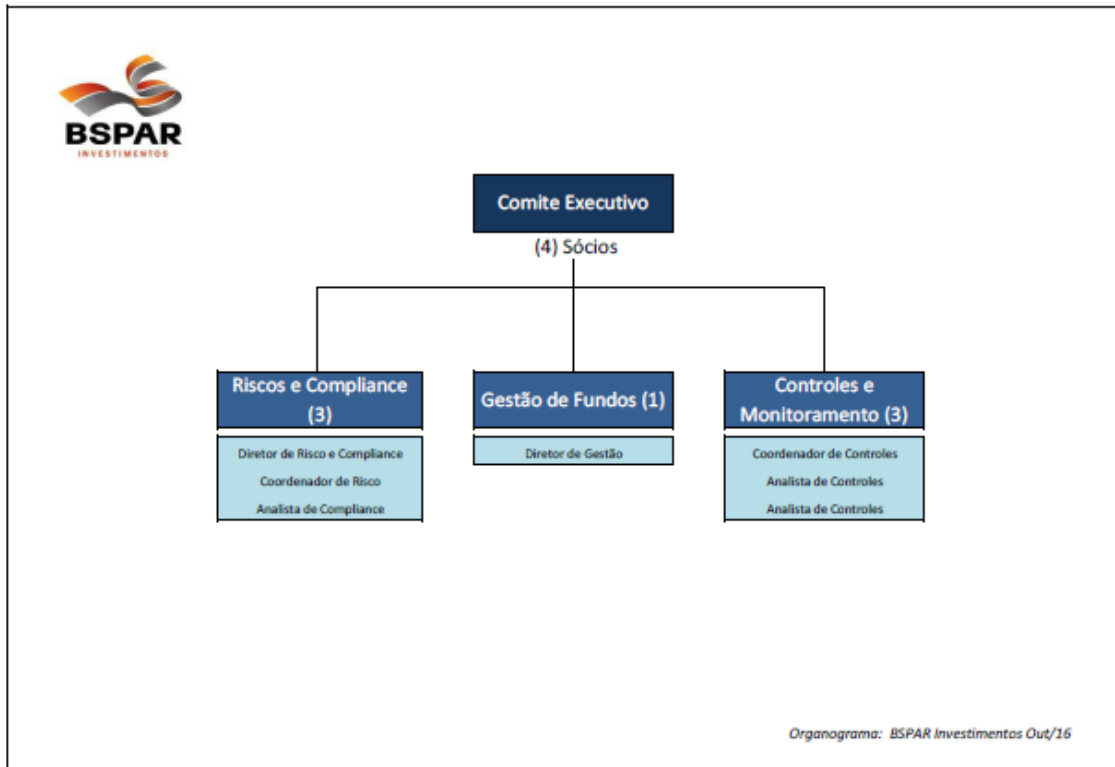 BSPAR
INVESTIMENTOS
Comite Executivo
(4) Sócios
Riscos e Compliance
(3)
Diretor de Risco e Compliance
Coordenador de Risco
Analista de Compliance
Gestão de Fundos (1)
Diretor de Gestão
Controles e
Monitoramento (3)
Coordenador de Controles
Analista de Controles
Analista de Controles
Organograma: BSPAR Investimentos Out/16